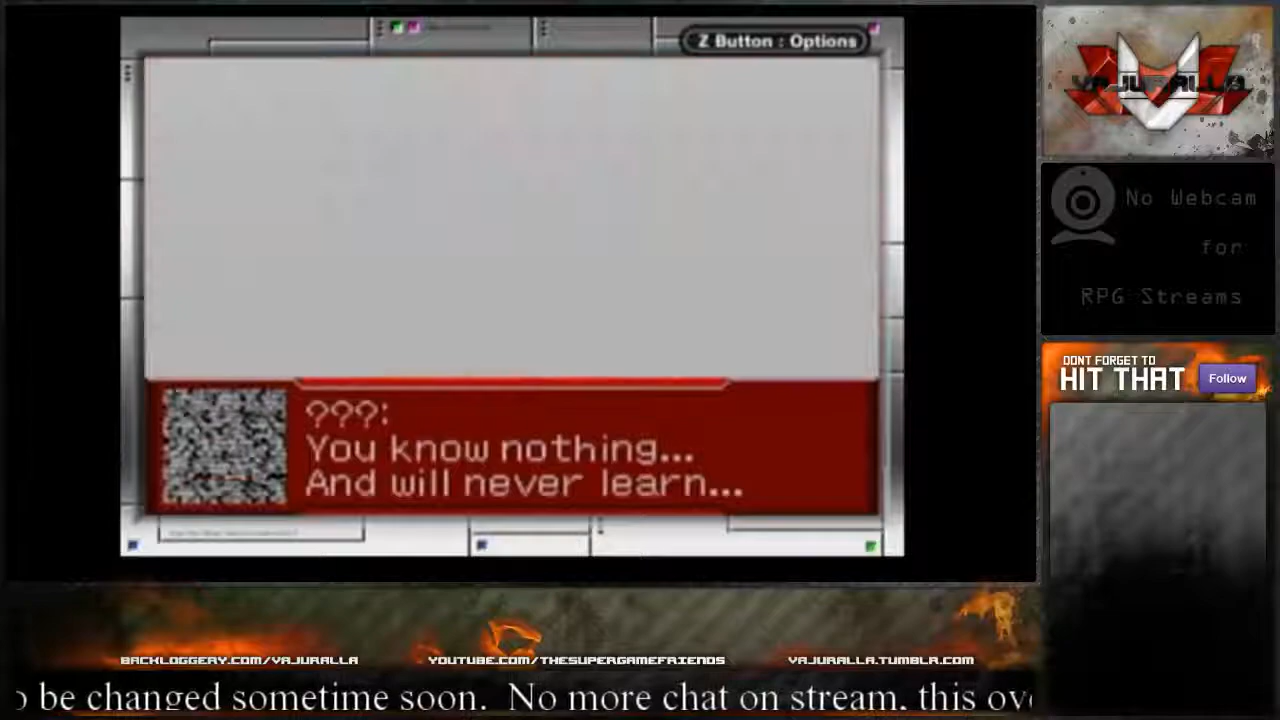 Z Button : Options
VAJURALLA
No Webcam
for
RPG Streams
DONT FORGET TO
HIT THAT
Follow
???:
You know nothing...
And will never learn...
BACKLOGGERY.COM/VAJURALLA
YOUTUBE.COM/THESUPERGAMEFRIENDS
VAJURALLA.TUMBLR.COM
o be changed sometime soon. No more chat on stream, this ov